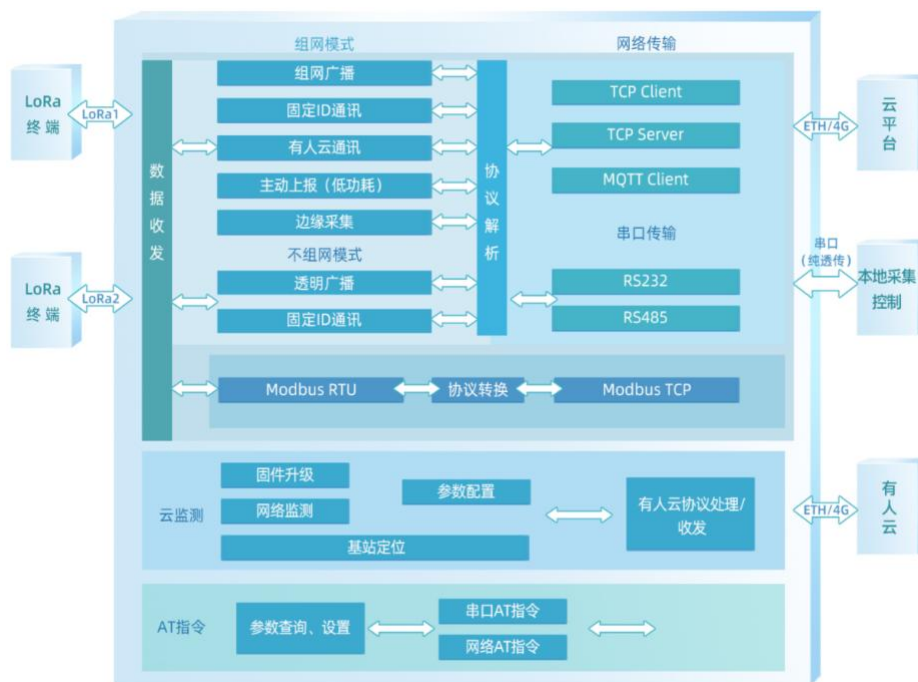 组网模式
网络传输
LoRa
终 端
LoRa1
数据收发
组网广播
固定ID通讯
有人云通讯
主动上报（低功耗）
边缘采集
协议解析
TCP Client
TCP Server
MQTT Client
ETH/4G
云平台
不组网模式
串口传输
LoRa
终 端
LoRa2
透明广播
固定ID通讯
RS232
RS485
串口
（纯透传）
本地采集
控制
Modbus RTU
协议转换
Modbus TCP
云监测
固件升级
网络监测
参数配置
基站定位
有人云协议处理/
收发
ETH/4G
有人云
AT指令
参数查询、设置
串口AT指令
网络AT指令